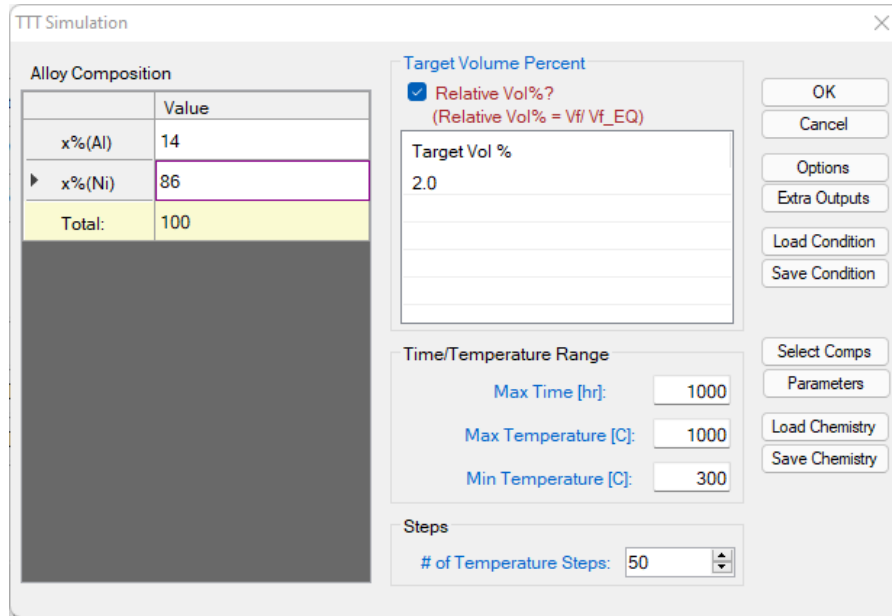 TTT Simulation
Alloy Composition
Value
x%(Al) 14
x%(Ni) 86
Total: 100
Target Volume Percent
Relative Vol%?
(Relative Vol% = Vf/ Vf_EQ)
Target Vol %
2.0
Time/Temperature Range
Max Time [hr]: 1000
Max Temperature [C]: 1000
Min Temperature [C]: 300
Steps
# of Temperature Steps: 50
OK
Cancel
Options
Extra Outputs
Load Condition
Save Condition
Select Comps
Parameters
Load Chemistry
Save Chemistry